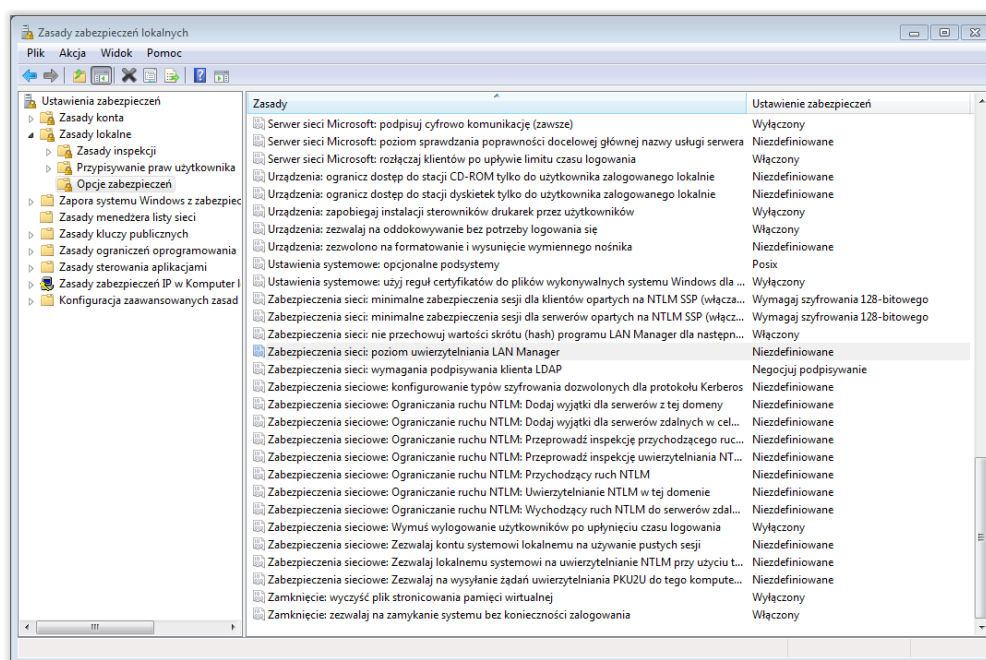 Zasady zabezpieczeń lokalnych
Plik Akcja Widok Pomoc
Ustawienia zabezpieczeń
Zasady konta
Zasady lokalne
Zasady inspekcji
Przypisywanie praw użytkownika
Opcje zabezpieczeń
Zapora systemu Windows z zabezpiec
Zasady menedżera listy sieci
Zasady kluczy publicznych
Zasady ograniczeń oprogramowania
Zasady sterowania aplikacjami
Zasady zabezpieczeń IP w Komputer l
Konfiguracja zaawansowanych zasad
Zasady Ustawienie zabezpieczeń
Serwer sieci Microsoft: podpisuj cyfrowo komunikację (zawsze) Wyłączony
Serwer sieci Microsoft: poziom sprawdzania poprawności docelowej głównej nazwy usługi serwera Niezdefiniowane
Serwer sieci Microsoft: rozłączaj klientów po upływie limitu czasu logowania Włączony
Urządzenia: ogranicz dostęp do stacji CD-ROM tylko do użytkownika zalogowanego lokalnie Niezdefiniowane
Urządzenia: ogranicz dostęp do stacji dyskietek tylko do użytkownika zalogowanego lokalnie Niezdefiniowane
Urządzenia: zapobiegaj instalacji sterowników drukarek przez użytkowników Wyłączony
Urządzenia: zezwalaj na oddokowywanie bez potrzeby logowania się Włączony
Urządzenia: zezwolono na formatowanie i wysunięcie wymiennego nośnika Niezdefiniowane
Ustawienia systemowe: opcjonalne podsystemy Posix
Ustawienia systemowe: użyj reguł certyfikatów do plików wykonywalnych systemu Windows dla ... Wyłączony
Zabezpieczenia sieci: minimalne zabezpieczenia sesji dla klientów opartych na NTLM SSP (włącza... Wymagaj szyfrowania 128-bitowego
Zabezpieczenia sieci: minimalne zabezpieczenia sesji dla serwerów opartych na NTLM SSP (włącz... Wymagaj szyfrowania 128-bitowego
Zabezpieczenia sieci: nie przechowuj wartości skrótu (hash) programu LAN Manager dla następn... Włączony
Zabezpieczenia sieci: poziom uwierzytelniania LAN Manager Niezdefiniowane
Zabezpieczenia sieci: wymagania podpisywania klienta LDAP Negocjuj podpisywanie
Zabezpieczenia sieciowe: konfigurowanie typów szyfrowania dozwolonych dla protokołu Kerberos Niezdefiniowane
Zabezpieczenia sieciowe: Ograniczania ruchu NTLM: Dodaj wyjątki dla serwerów z tej domeny Niezdefiniowane
Zabezpieczenia sieciowe: Ograniczanie ruchu NTLM: Dodaj wyjątki dla serwerów zdalnych w cel... Niezdefiniowane
Zabezpieczenia sieciowe: Ograniczanie ruchu NTLM: Przeprowadź inspekcję przychodzącego ruc... Niezdefiniowane
Zabezpieczenia sieciowe: Ograniczanie ruchu NTLM: Przeprowadź inspekcję uwierzytelniania NT... Niezdefiniowane
Zabezpieczenia sieciowe: Ograniczanie ruchu NTLM: Przychodzący ruch NTLM Niezdefiniowane
Zabezpieczenia sieciowe: Ograniczanie ruchu NTLM: Uwierzytelnianie NTLM w tej domenie Niezdefiniowane
Zabezpieczenia sieciowe: Ograniczanie ruchu NTLM: Wychodzący ruch NTLM do serwerów zdal... Niezdefiniowane
Zabezpieczenia sieciowe: Wymuś wylogowanie użytkowników po upłynięciu czasu logowania Wyłączony
Zabezpieczenia sieciowe: Zezwalaj kontu systemowi lokalnemu na używanie pustych sesji Niezdefiniowane
Zabezpieczenia sieciowe: Zezwalaj lokalnemu systemowi na uwierzytelnianie NTLM przy użyciu t... Niezdefiniowane
Zabezpieczenia sieciowe: Zezwalaj na wysyłanie żądań uwierzytelniania PKU2U do tego kompute... Niezdefiniowane
Zamknięcie: wyczyść plik stronicowania pamięci wirtualnej Wyłączony
Zamknięcie: zezwalaj na zamykanie systemu bez konieczności zalogowania Włączony